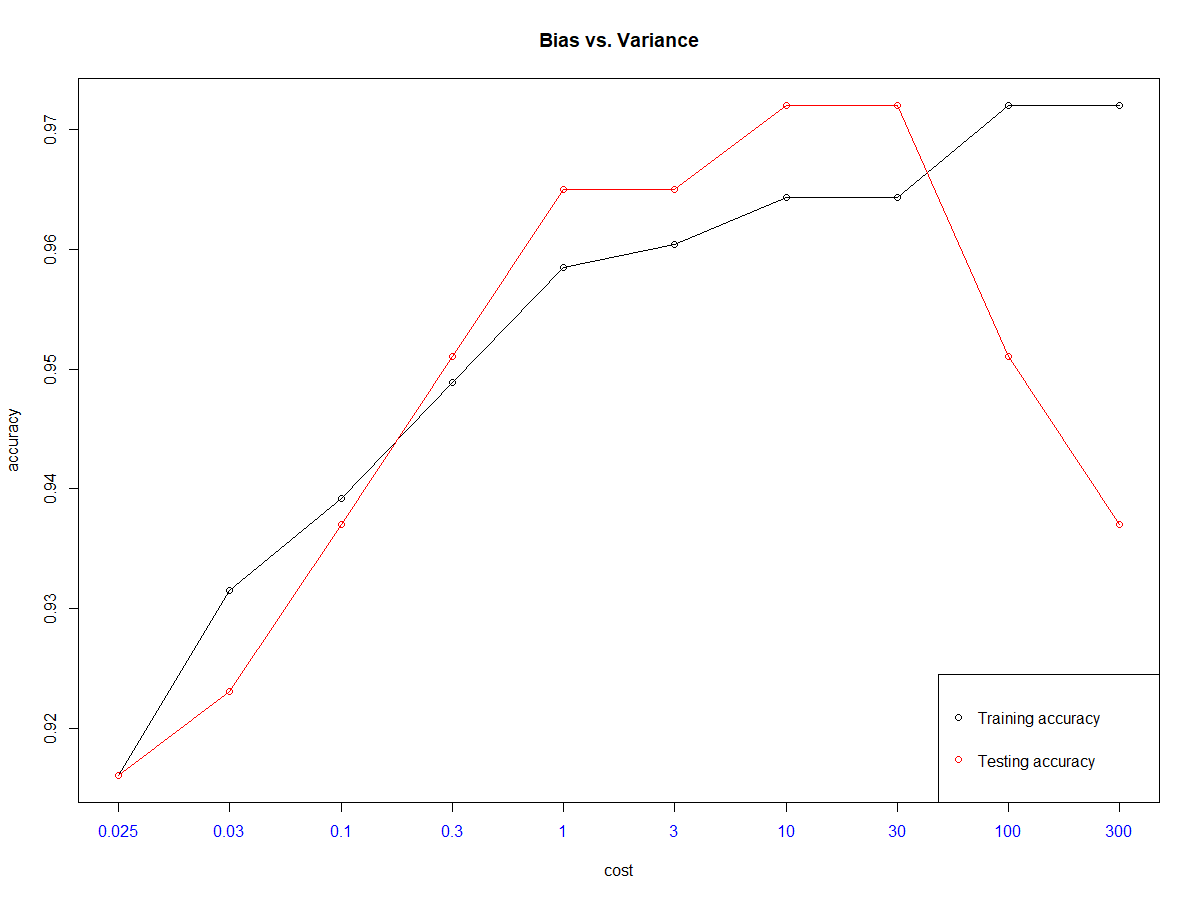 Bias vs. Variance
accuracy
0.97
0.96
0.95
0.94
0.93
0.92
Training accuracy
Testing accuracy
0.025 0.03 0.1 0.3 1 3 10 30 100 300
cost